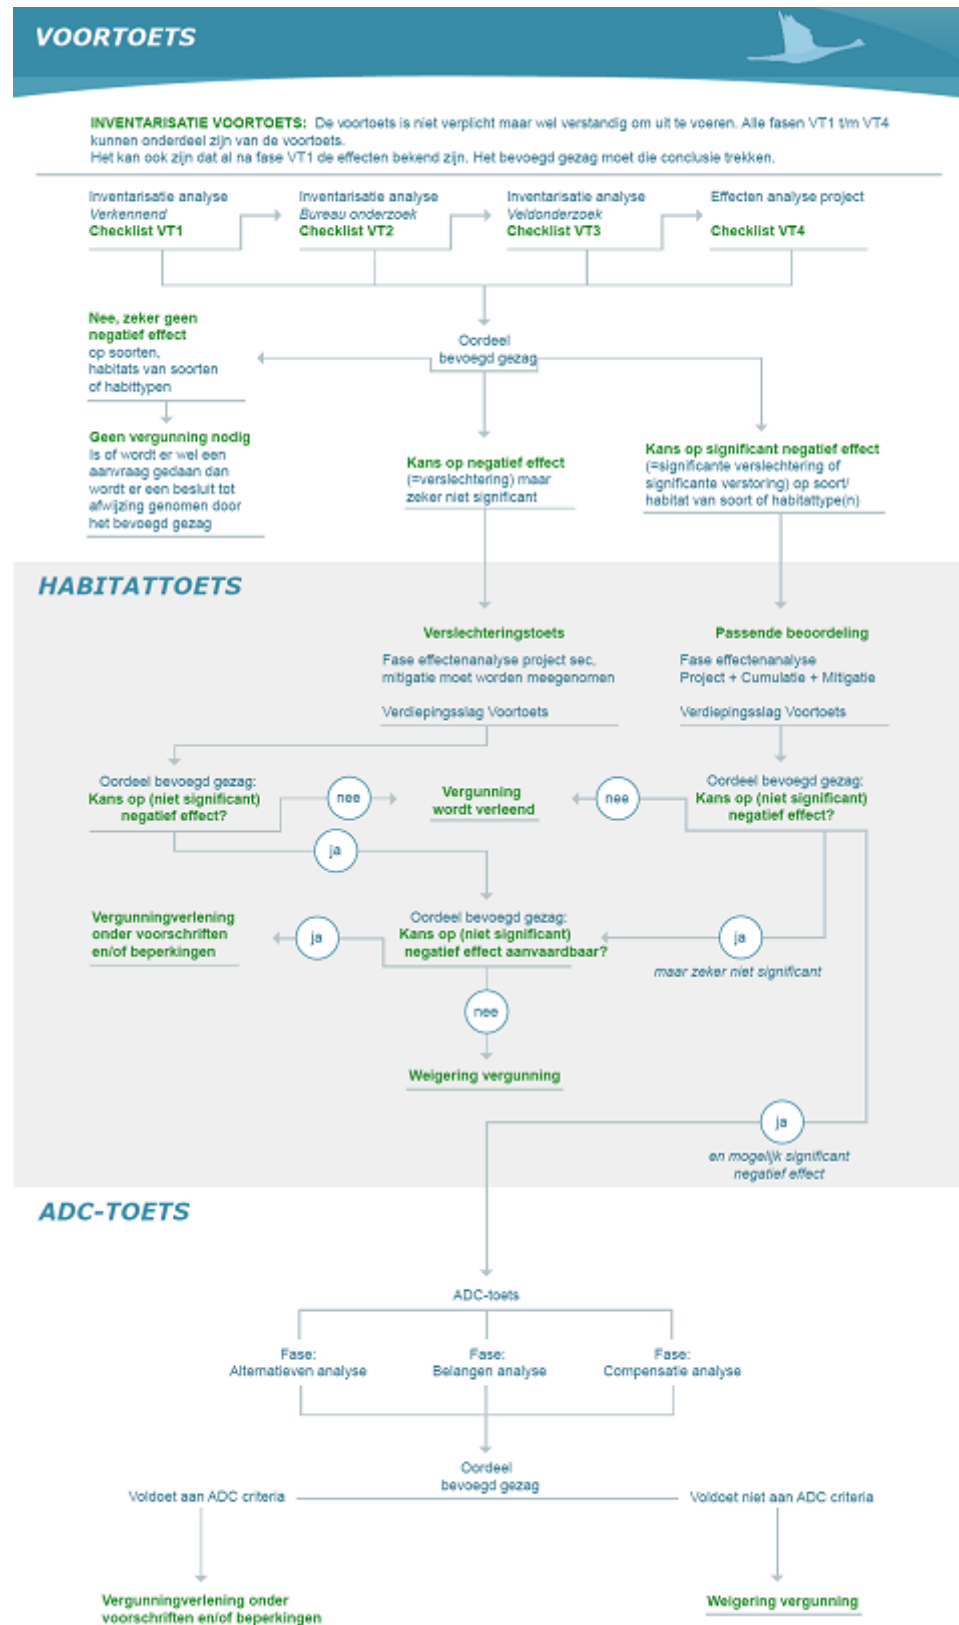 VOORTOETS
INVENTARISATIE VOORTOETS: De voortoets is niet verplicht maar wel verstandig om uit te voeren. Alle fasen VT1 t/m VT4
kunnen onderdeel zijn van de voortoets.
Het kan ook zijn dat al na fase VT1 de effecten bekend zijn. Het bevoegd gezag moet die conclusie trekken.
Inventarisatie analyse
Verkennend
Checklist VT1
Inventarisatie analyse
Bureau onderzoek
Checklist VT2
Inventarisatie analyse
Veldonderzoek
Checklist VT3
Effecten analyse project
Checklist VT4
Nee, zeker geen
negatief effect
op soorten,
habitats van soorten
of habittypen
Oordeel
bevoegd gezag
Geen vergunning nodig
Is of wordt er wel een
aanvraag gedaan dan
wordt er een besluit tot
afwijzing genomen door
het bevoegd gezag
Kans op negatief effect
(=verslechtering) maar
zeker niet significant
Kans op significant negatief effect
(=significante verslechtering of
significante verstoring) op soort/
habitat van soort of habitattype(n)
HABITATTOETS
Verslechteringstoets
Fase effectenanalyse project sec,
mitigatie moet worden meegenomen
Verdiepingsslag Voortoets
Passende beoordeling
Fase effectenanalyse
Project + Cumulatie + Mitigatie
Verdiepingsslag Voortoets
Oordeel bevoegd gezag:
Kans op (niet significant)
negatief effect?
nee
Vergunning
wordt verleend
nee
Oordeel bevoegd gezag:
Kans op (niet significant)
negatief effect?
ja
Vergunningverlening
onder voorschriften
en/of beperkingen
ja
Oordeel bevoegd gezag:
Kans op (niet significant)
negatief effect aanvaardbaar?
ja
maar zeker niet significant
nee
Weigering vergunning
ja
en mogelijk significant
negatief effect
ADC-TOETS
ADC-toets
Fase:
Alternatieven analyse
Fase:
Belangen analyse
Fase:
Compensatie analyse
Oordeel
bevoegd gezag
Voldoet aan ADC criteria
Voldoet niet aan ADC criteria
Vergunningverlening onder
voorschriften en/of beperkingen
Weigering vergunning